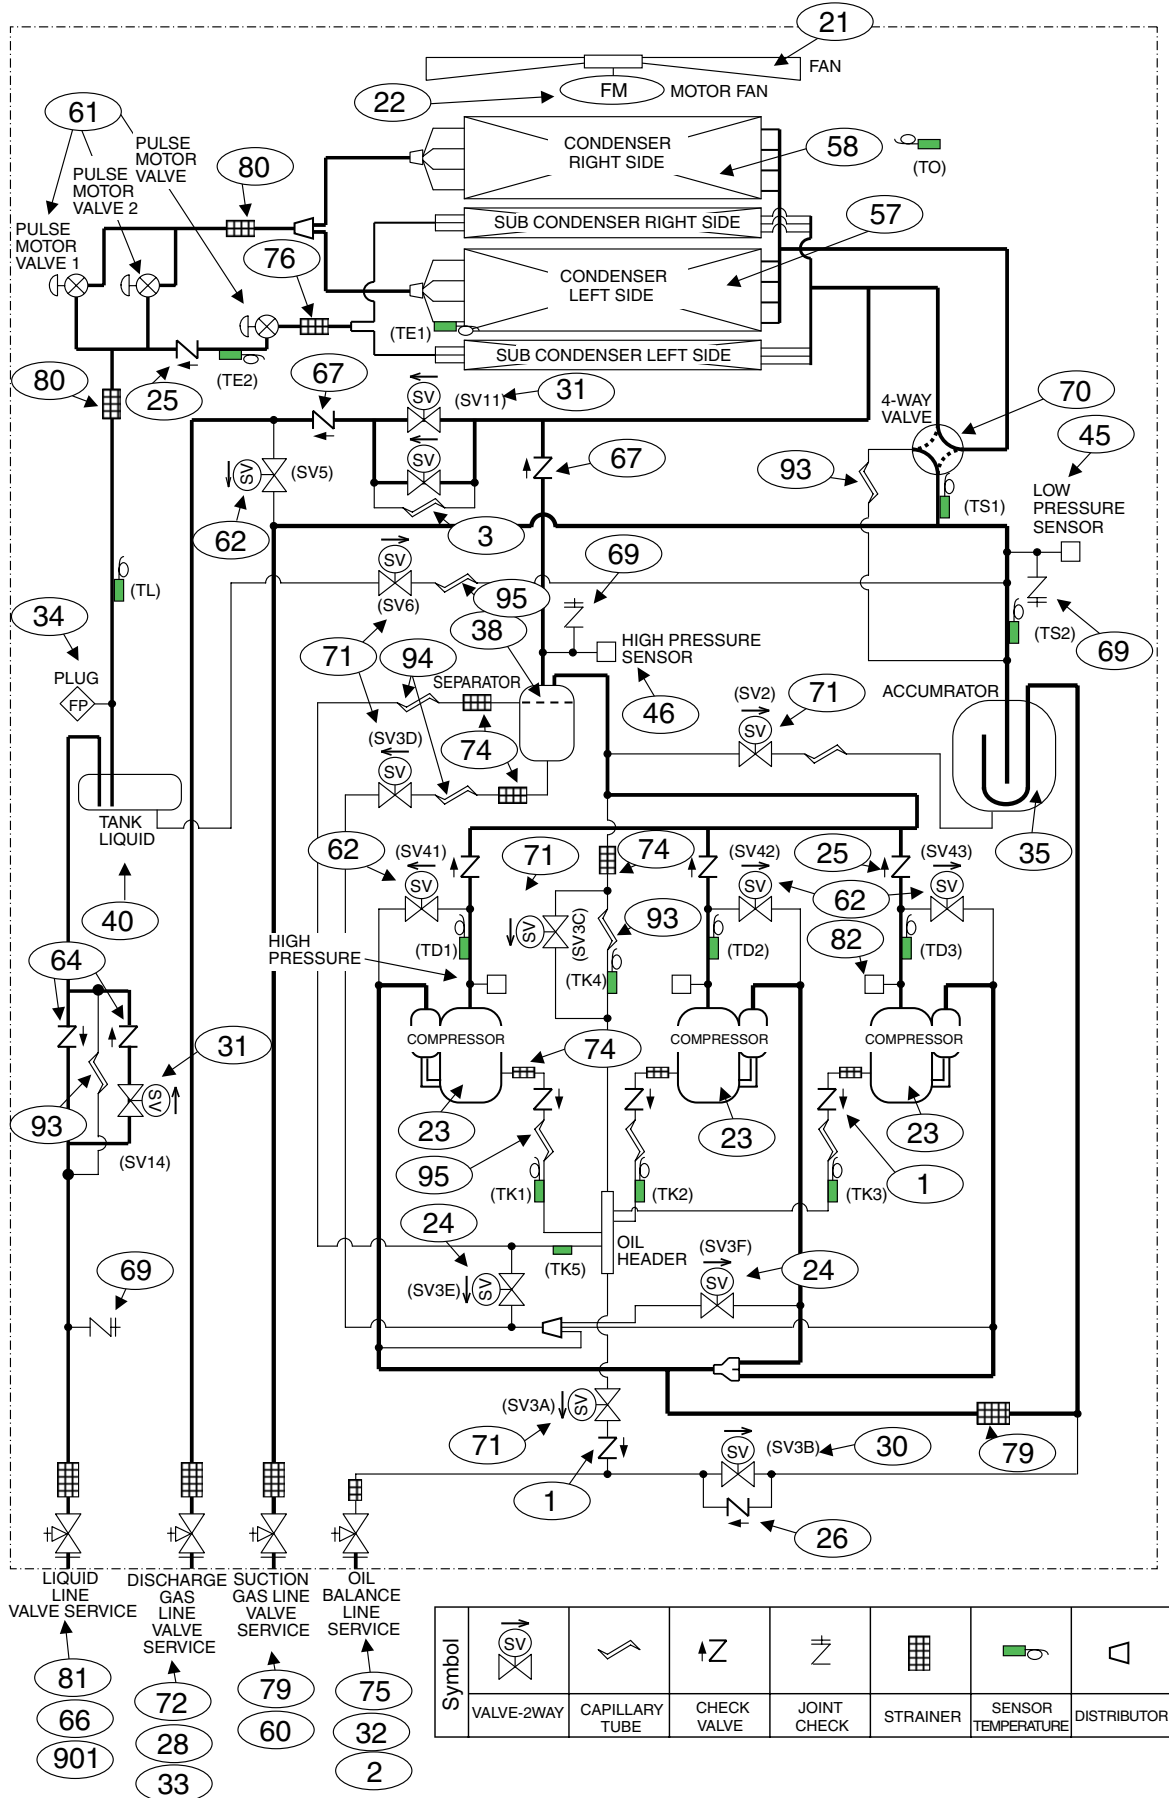 21
FAN
FM
MOTOR FAN
22
61
PULSE
MOTOR
VALVE
PULSE
MOTOR
VALVE 2
PULSE
MOTOR
VALVE 1
80
CONDENSER
RIGHT SIDE
58
(TO)
SUB CONDENSER RIGHT SIDE
57
76
CONDENSER
LEFT SIDE
(TE1)
SUB CONDENSER LEFT SIDE
(TE2)
80
25
67
SV
(SV11)
31
4-WAY
VALVE
70
45
SV
(SV5)
SV
67
93
LOW
PRESSURE
SENSOR
(TS1)
62
3
69
SV
(SV6)
95
(TL)
34
PLUG
FP
71
94
38
HIGH PRESSURE
SENSOR
(TS2)
69
SEPARATOR
46
(SV2)
71
ACCUMRATOR
(SV3D)
SV
74
SV
TANK
LIQUID
40
62
(SV41)
SV
71
74
(SV42)
SV
25
(SV43)
SV
35
62
SV
(SV3C)
93
82
HIGH
PRESSURE
(TD1)
(TK4)
(TD2)
(TD3)
64
COMPRESSOR
COMPRESSOR
COMPRESSOR
74
31
SV
93
(SV14)
23
23
23
95
(TK1)
(TK2)
(TK3)
1
24
OIL
HEADER
(SV3F)
24
(TK5)
SV
(SV3E)
SV
69
(SV3A)
SV
71
SV
(SV3B)
30
79
1
26
LIQUID
LINE
VALVE SERVICE
DISCHARGE
GAS
LINE
VALVE
SERVICE
SUCTION
GAS LINE
VALVE
SERVICE
OIL
BALANCE
LINE
SERVICE
81
66
901
72
28
33
79
60
75
32
2
Symbol
SV
VALVE-2WAY
CAPILLARY
TUBE
CHECK
VALVE
JOINT
CHECK
STRAINER
SENSOR
TEMPERATURE
DISTRIBUTOR